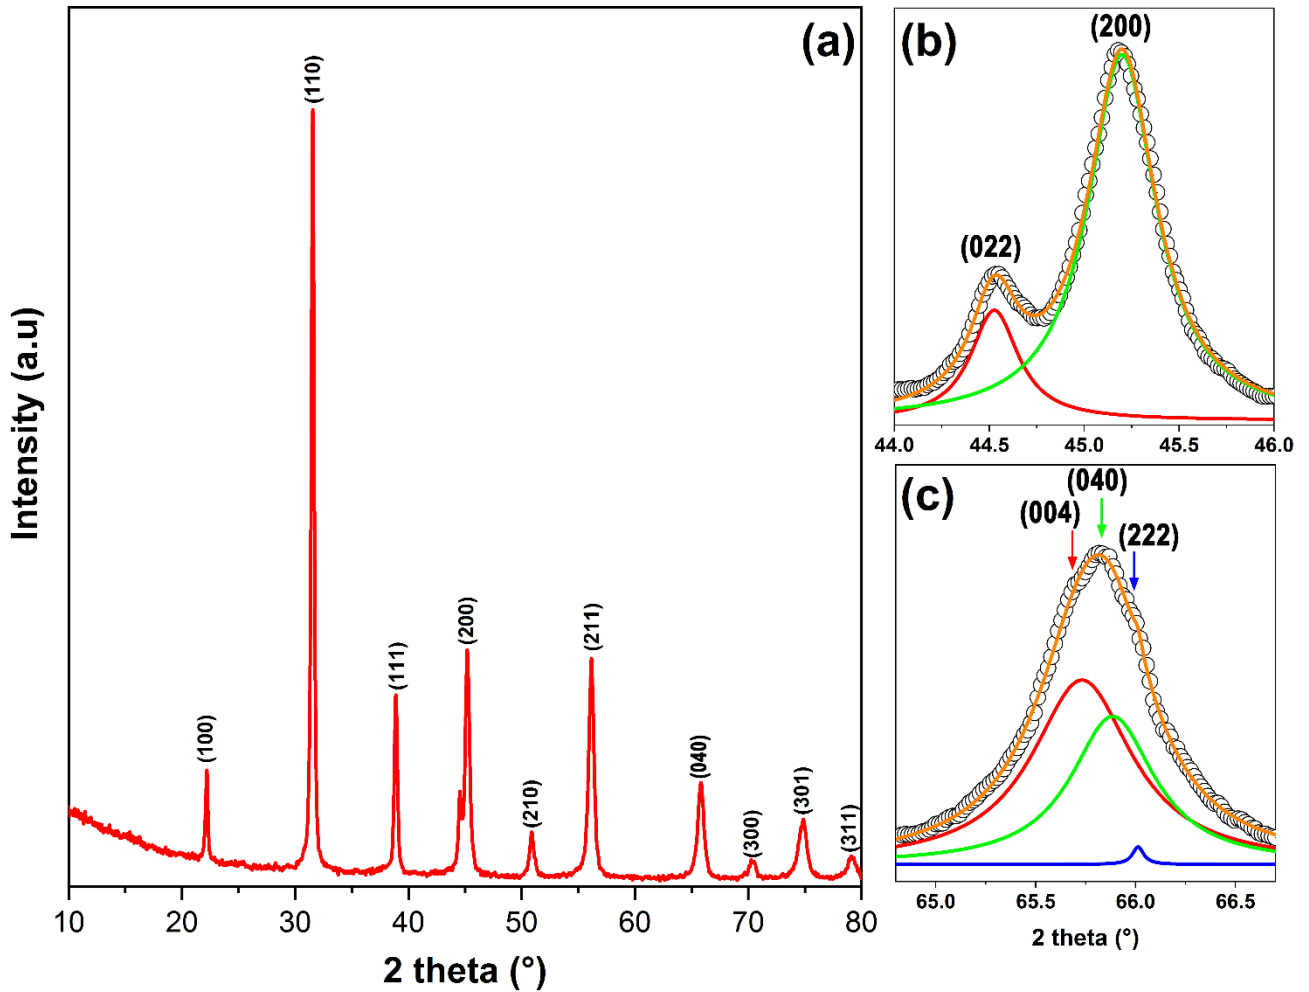 (a)
(100)
(110)
(111)
(200)
(210)
(211)
(040)
(300)
(301)
(311)
Intensity (a.u)
10 20 30 40 50 60 70 80
2 theta (°)
(b)
(200)
(022)
44.0 44.5 45.0 45.5 46.0
(c)
(040)
(004)
(222)
65.0 65.5 66.0 66.5
2 theta (°)